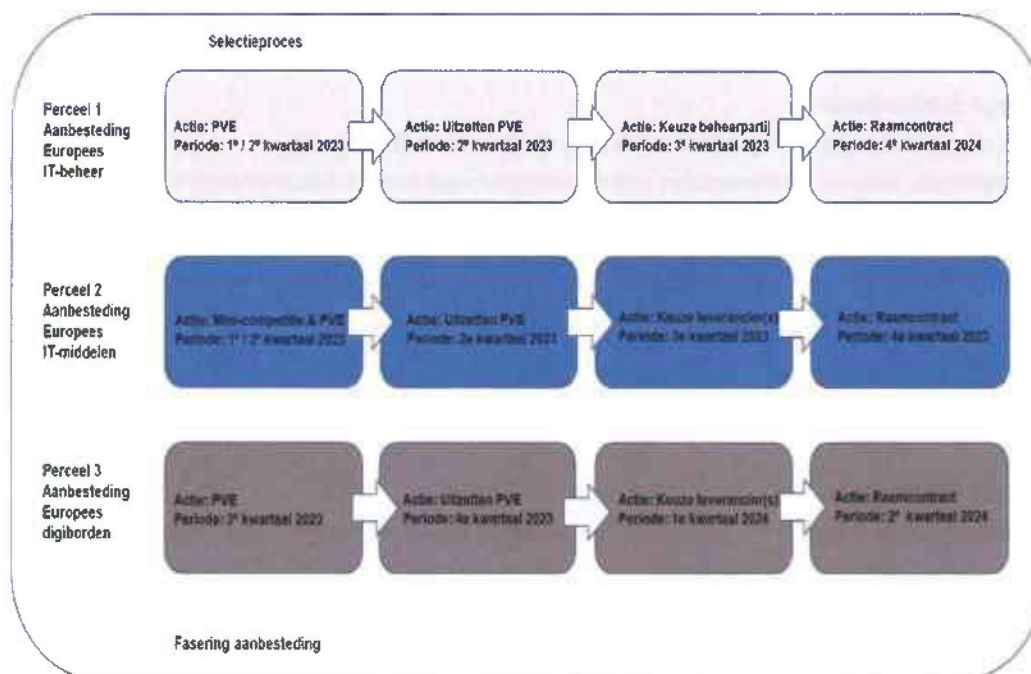 Selectieproces
Perceel 1
Aanbesteding
Europees
IT-beheer
Actie: PVE
Periode: 1e / 2e kwartaal 2023
Actie: Uitzetten PVE
Periode: 2e kwartaal 2023
Actie: Keuze beheerpartij
Periode: 3e kwartaal 2023
Actie: Raamcontract
Periode: 4e kwartaal 2024
Perceel 2
Aanbesteding
Europees
IT-middelen
Actie: Mini-competitie & PVE
Periode: 1e / 2e kwartaal 2023
Actie: Uitzetten PVE
Periode: 2e kwartaal 2023
Actie: Keuze leverancier(s)
Periode: 3e kwartaal 2023
Actie: Raamcontract
Periode: 4e kwartaal 2023
Perceel 3
Aanbesteding
Europees
digiborden
Actie: PVE
Periode: 3e kwartaal 2023
Actie: Uitzetten PVE
Periode: 4e kwartaal 2023
Actie: Keuze leverancier(s)
Periode: 1e kwartaal 2024
Actie: Raamcontract
Periode: 2e kwartaal 2024
Fasering aanbesteding